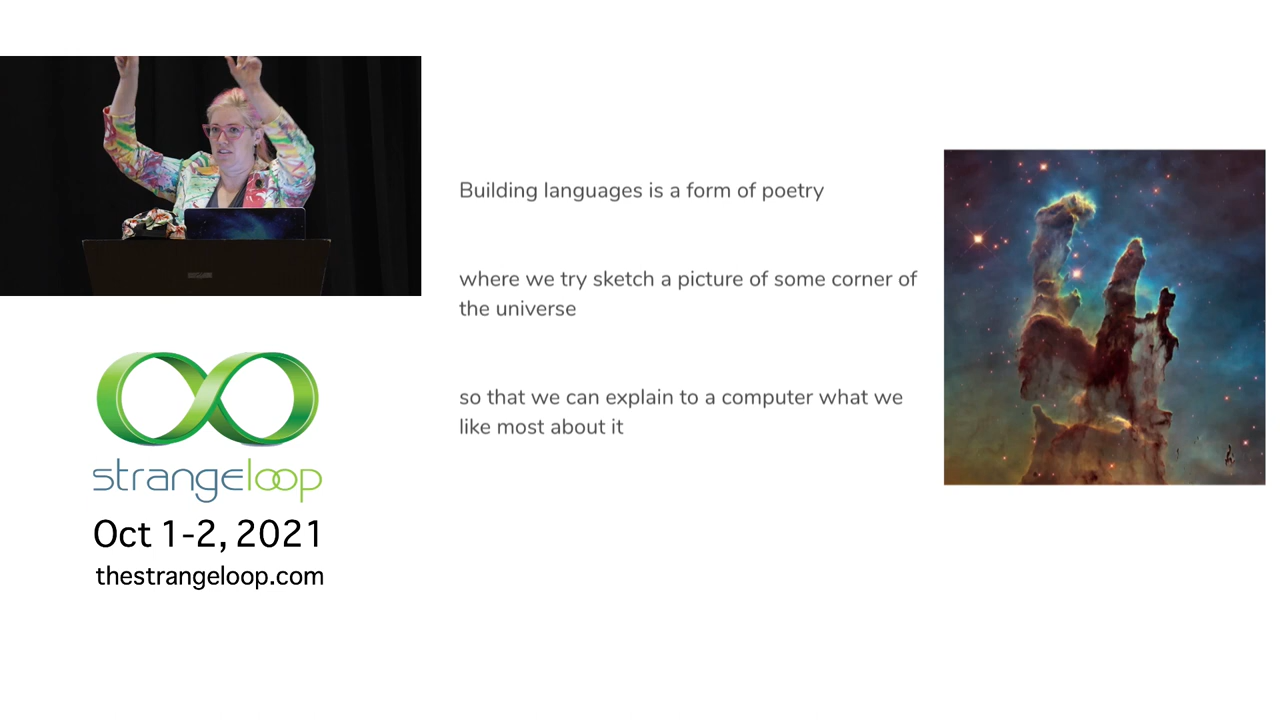 Building languages is a form of poetry
where we try sketch a picture of some corner of
the universe
so that we can explain to a computer what we
like most about it
strangeloop
Oct 1-2, 2021
thestrangeloop.com